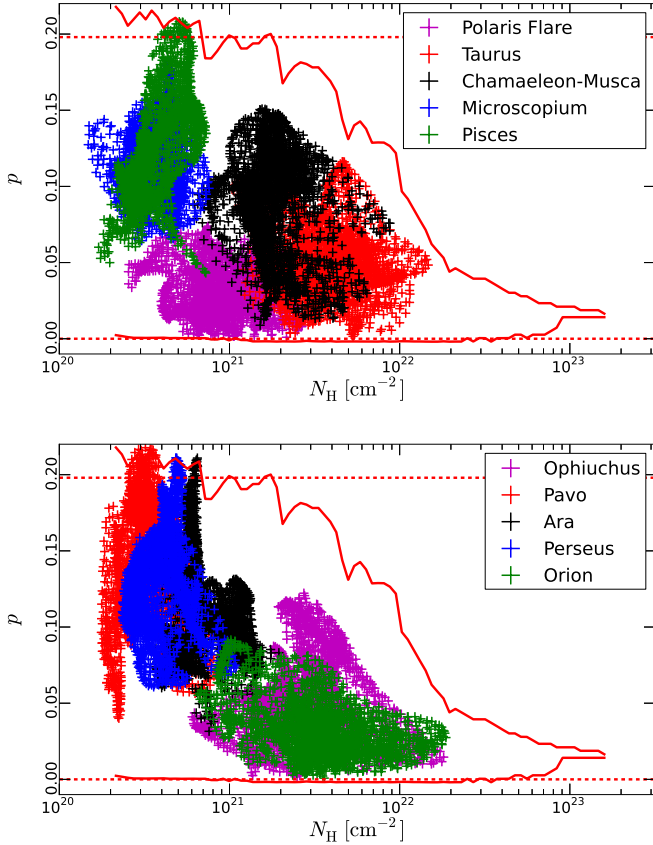 0.20
0.15
0.10
0.05
0.00
p
Polaris Flare
Taurus
Chamaeleon-Musca
Microscopium
Pisces
10^20 10^21 10^22 10^23
N_H [cm^−2]
0.20
0.15
0.10
0.05
0.00
p
Ophiuchus
Pavo
Ara
Perseus
Orion
10^20 10^21 10^22 10^23
N_H [cm^−2]